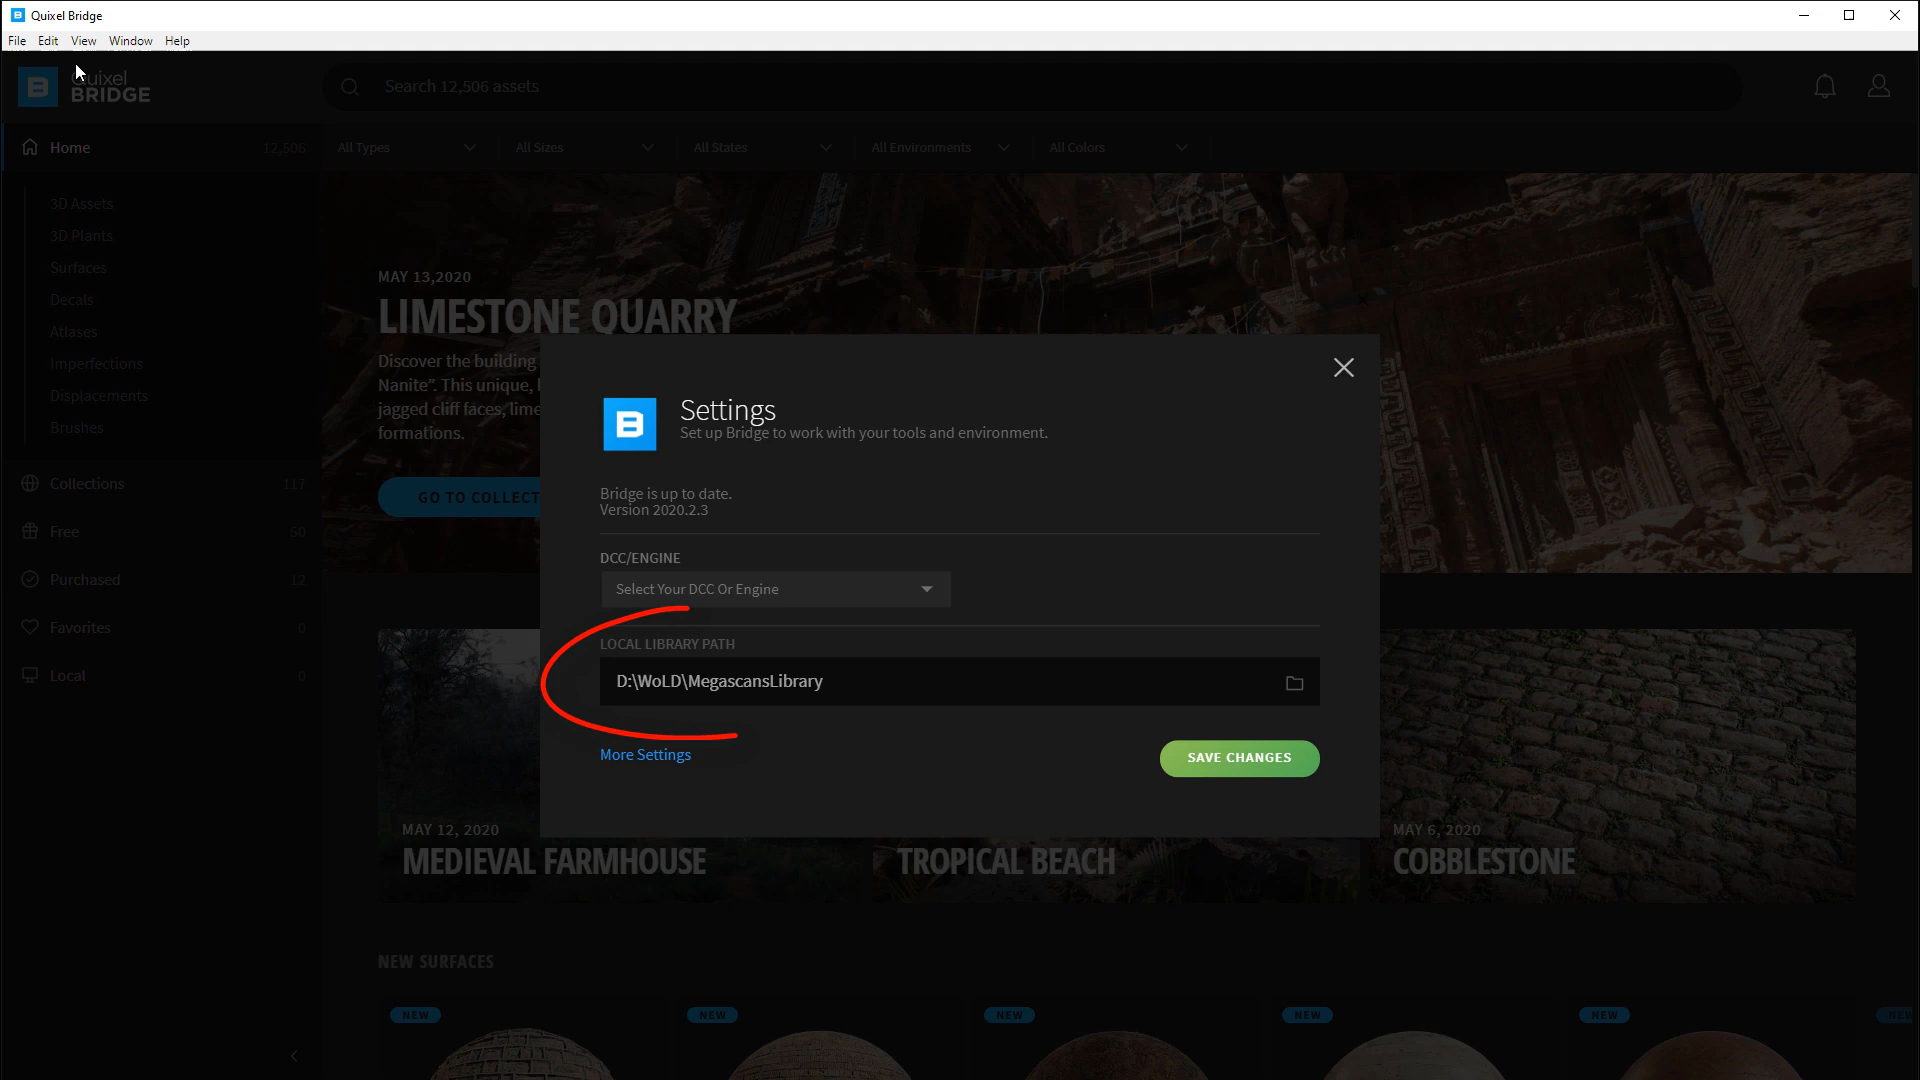 Quixel Bridge
File Edit View Window Help
Quixel
BRIDGE
Search 12,506 assets
Home 12,506
All Types
All Sizes
All States
All Environments
All Colors
3D Assets
3D Plants
Surfaces
Decals
Atlases
Imperfections
Displacements
Brushes
Collections 117
Free 50
Purchased 12
Favorites 0
Local 0
MAY 13,2020
LIMESTONE QUARRY
Discover the building
Nanite". This unique,
jagged cliff faces, lime
formations.
GO TO COLLECT
Settings
Set up Bridge to work with your tools and environment.
Bridge is up to date.
Version 2020.2.3
DCC/ENGINE
Select Your DCC Or Engine
LOCAL LIBRARY PATH
D:\WoLD\MegascansLibrary
More Settings
SAVE CHANGES
MAY 12, 2020
MEDIEVAL FARMHOUSE
TROPICAL BEACH
MAY 6, 2020
COBBLESTONE
NEW SURFACES
NEW
NEW
NEW
NEW
NEW
NEW